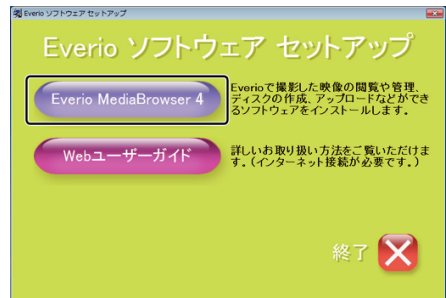 Everio ソフトウェア セットアップ
Everio ソフトウェア セットアップ
Everio MediaBrowser 4
Everioで撮影した映像の閲覧や管理、
ディスクの作成、アップロードなどができ
るソフトウェアをインストールします。
Webユーザーガイド
詳しいお取り扱い方法をご覧いただけま
す。(インターネット接続が必要です。)
終了